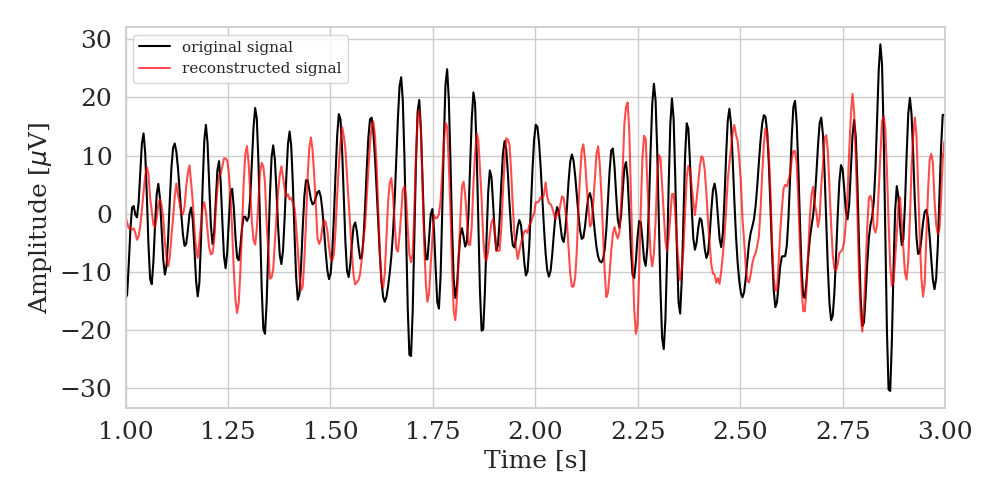 original signal
reconstructed signal
Amplitude [μV]
30
20
10
0
−10
−20
−30
1.00 1.25 1.50 1.75 2.00 2.25 2.50 2.75 3.00
Time [s]